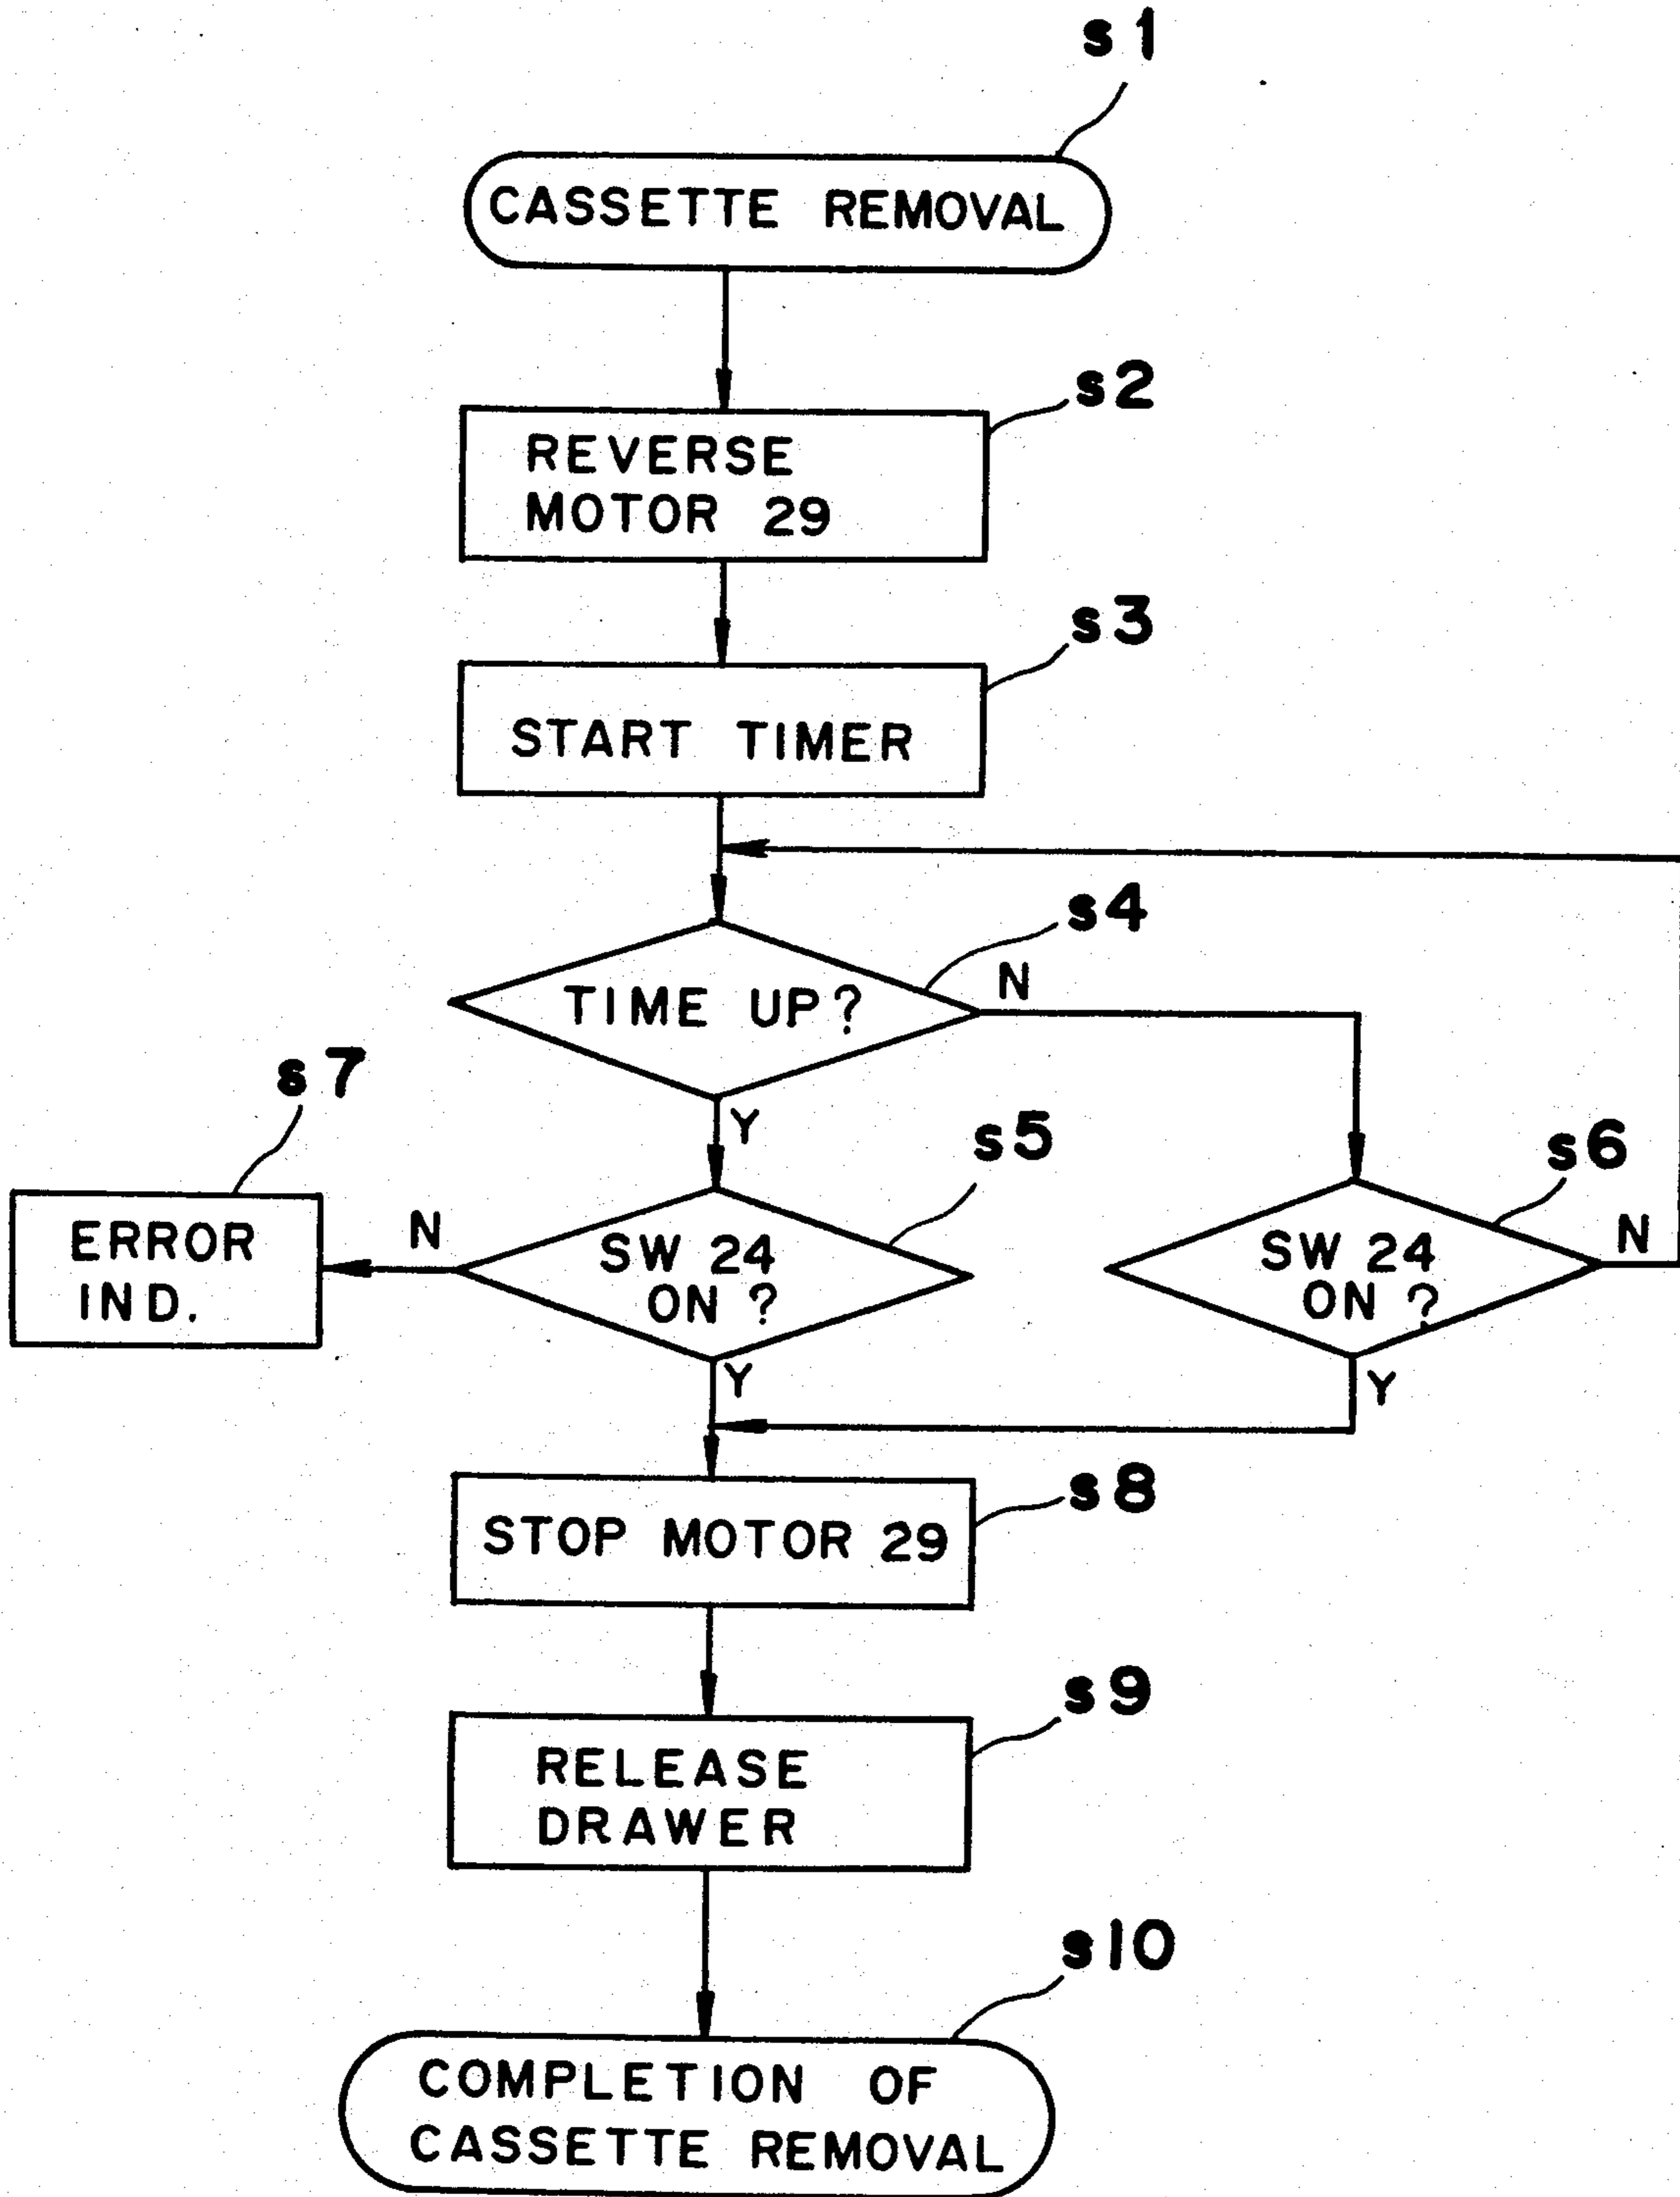 s1
CASSETTE REMOVAL
s2
REVERSE
MOTOR 29
s3
START TIMER
s4
TIME UP?
N
Y
s7
ERROR
IND.
N
s5
SW 24
ON ?
Y
s6
SW 24
ON ?
N
Y
s8
STOP MOTOR 29
s9
RELEASE
DRAWER
s10
COMPLETION OF
CASSETTE REMOVAL